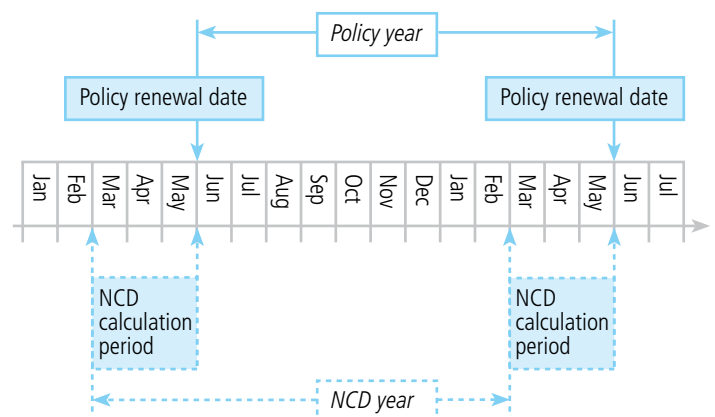 Policy year
Policy renewal date
Policy renewal date
Jan Feb Mar Apr May Jun Jul Aug Sep Oct Nov Dec Jan Feb Mar Apr May Jun Jul
NCD
calculation
period
NCD
calculation
period
NCD year